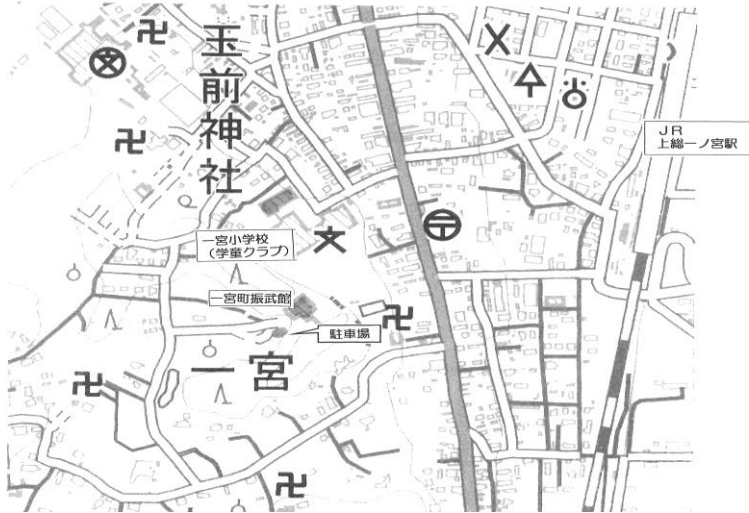 玉前神社
JR
上総一ノ宮駅
一宮小学校
(学童クラブ)
一宮町振武館
駐車場
一宮